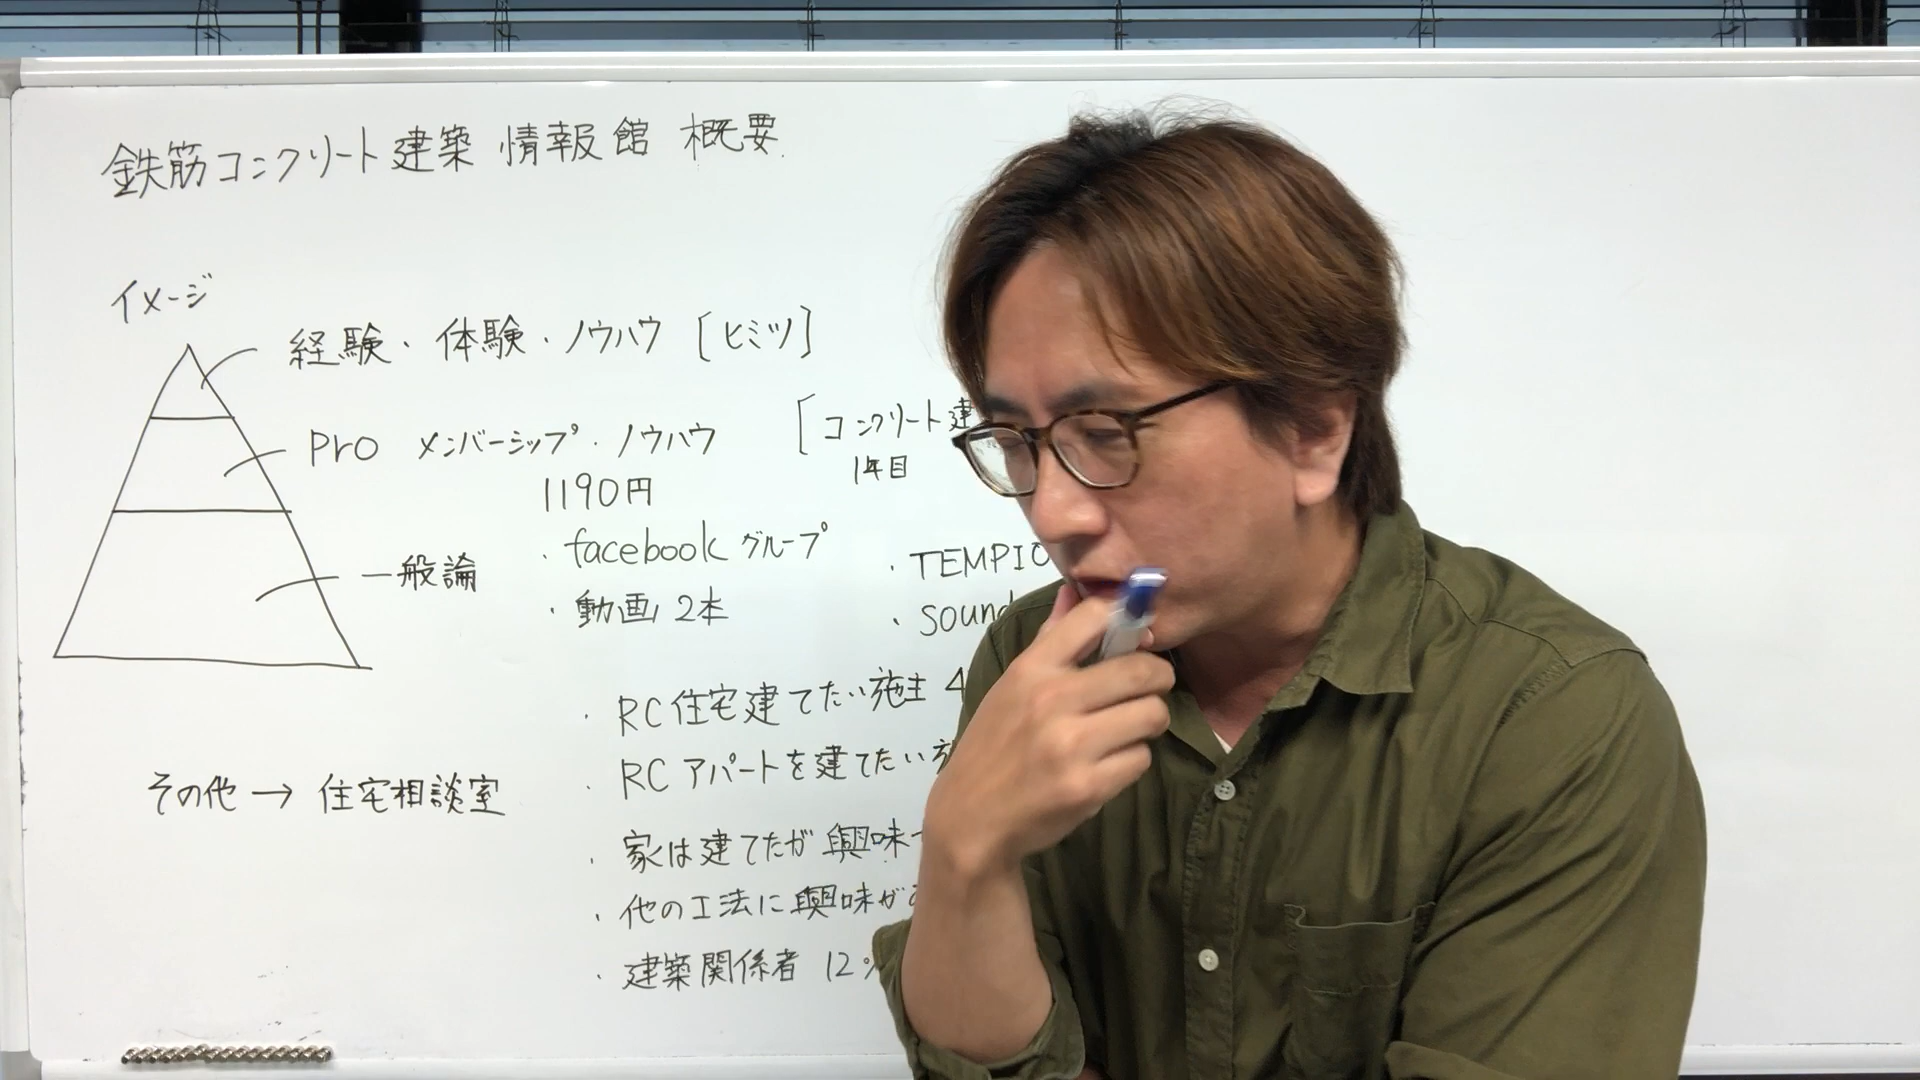 鉄筋コンクリート建築 情報館 概要
イメージ
経験・体験・ノウハウ [ヒミツ]
pro メンバーシップ・ノウハウ
[コンクリート建
1年目
1190円
・facebook グループ
・TEMPIO
・動画 2本
・sound
・RC住宅建てたい施主 4
・RCアパートを建てたい
一般論
その他 → 住宅相談室
・家は建てたが興味
・他の工法に興味が
・建築関係者 12%